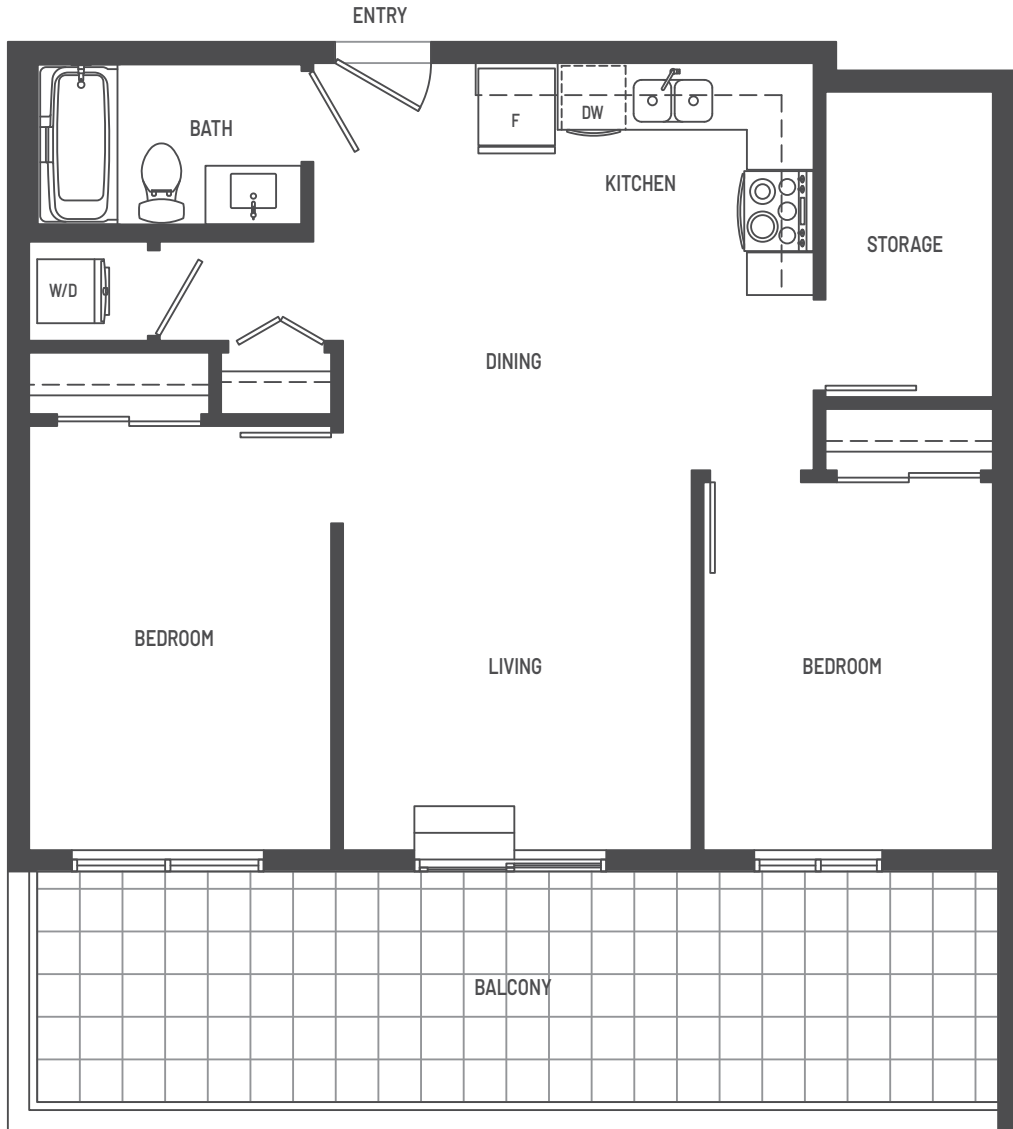 ENTRY
BATH
F
DW
KITCHEN
STORAGE
W/D
DINING
BEDROOM
LIVING
BEDROOM
BALCONY